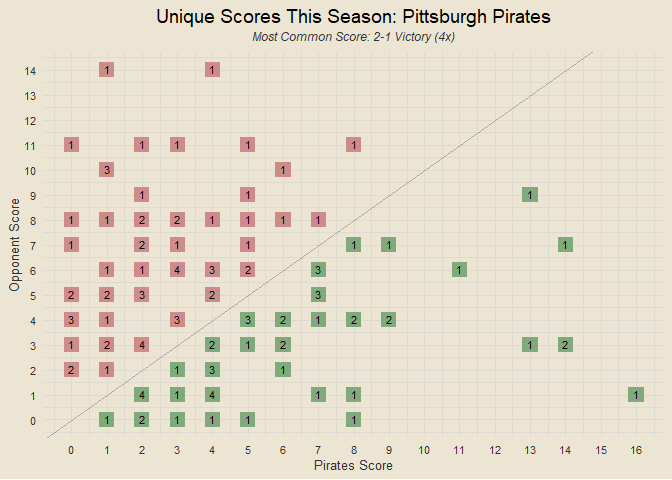 Unique Scores This Season: Pittsburgh Pirates
Most Common Score: 2-1 Victory (4x)
14 1 1
13
12
11 1 1 1 1 1
10 3 1
9 1 1 1
8 1 1 2 2 1 1 1 1
7 1 2 1 1 1 1 1
6 1 1 4 3 2 3 1
5 2 2 3 2 3
4 3 1 3 3 2 1 2 2
3 1 2 4 2 1 2 1 2
2 2 1 1 3 1
1 4 1 4 1 1 1
0 1 2 1 1 1 1
0 1 2 3 4 5 6 7 8 9 10 11 12 13 14 15 16
Pirates Score
Opponent Score